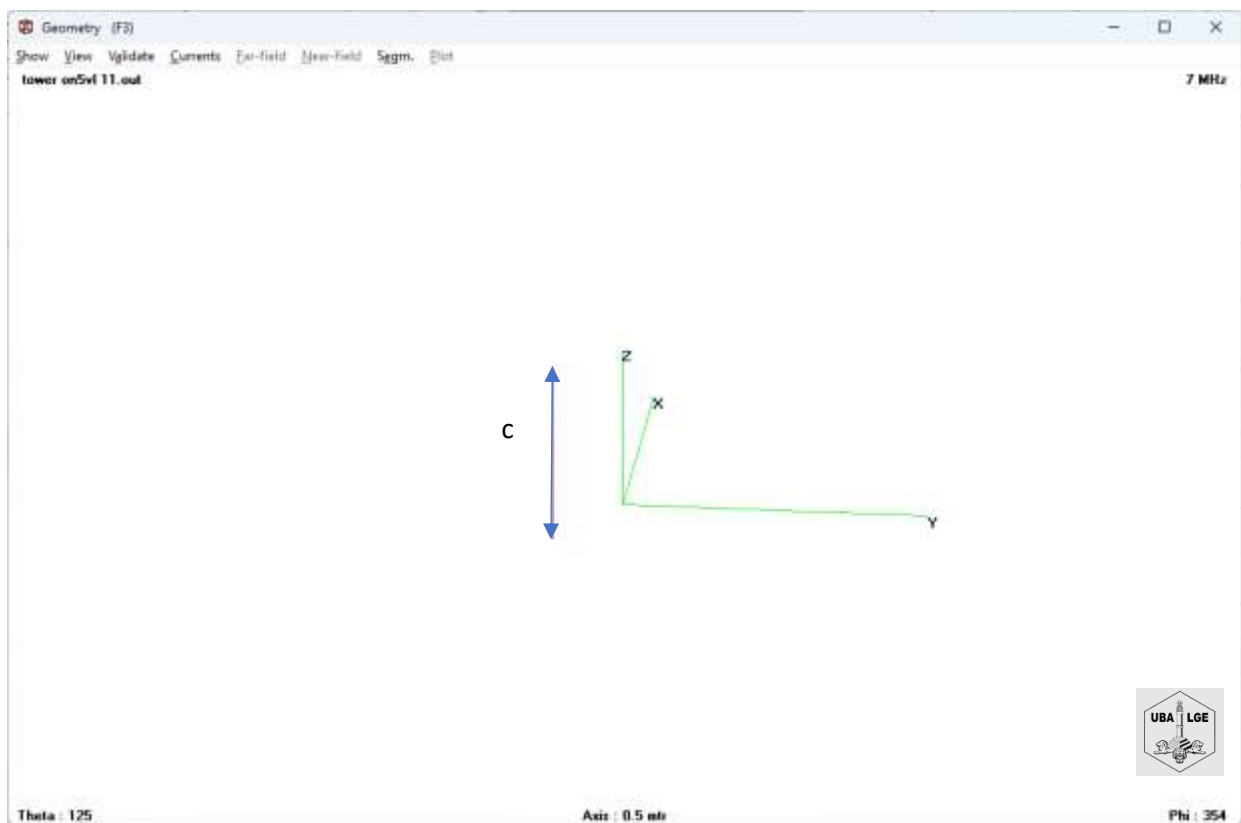 Geometry (F3)
Show View Validate Currents Far-field Near-field Segm. Plot
tower on5vl 11.out 7 MHz
Z
X
C
Y
UBA LGE
Theta : 125 Axis : 0.5 mtr Phi : 354